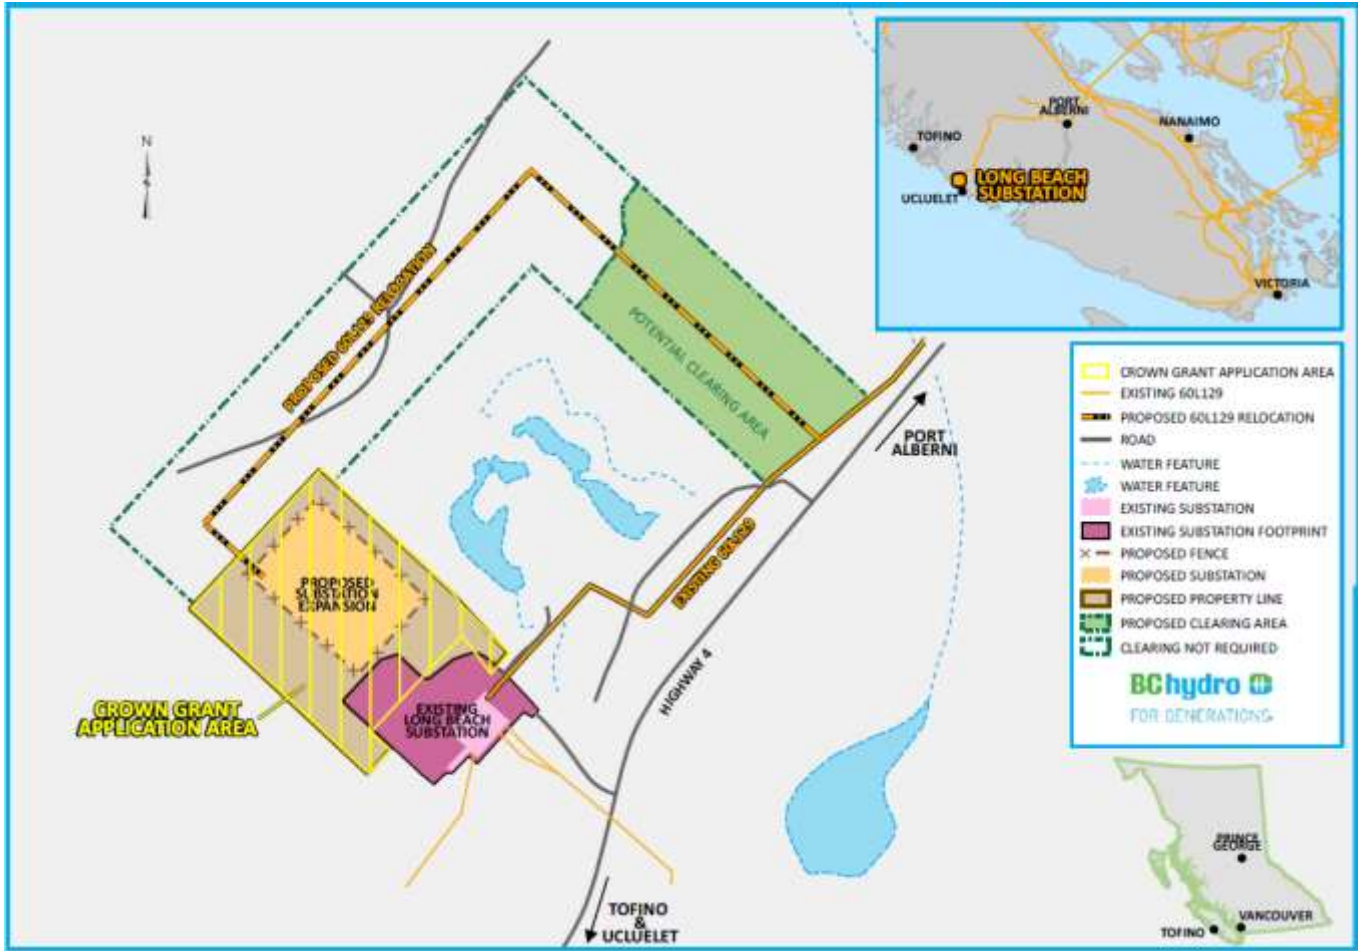 N
PROPOSED 60L129 RELOCATION
POTENTIAL CLEARING AREA
PORT
ALBERNI
EXISTING 60L129
HIGHWAY 4
PROPOSED
SUBSTATION
EXPANSION
CROWN GRANT
APPLICATION AREA
EXISTING
LONG BEACH
SUBSTATION
TOFINO
&
UCLUELET
PORT
ALBERNI
NANAIMO
TOFINO
LONG BEACH
SUBSTATION
UCLUELET
VICTORIA
CROWN GRANT APPLICATION AREA
EXISTING 60L129
PROPOSED 60L129 RELOCATION
ROAD
WATER FEATURE
WATER FEATURE
EXISTING SUBSTATION
EXISTING SUBSTATION FOOTPRINT
PROPOSED FENCE
PROPOSED SUBSTATION
PROPOSED PROPERTY LINE
PROPOSED CLEARING AREA
CLEARING NOT REQUIRED
BC hydro
FOR GENERATIONS
PRINCE
GEORGE
VANCOUVER
TOFINO